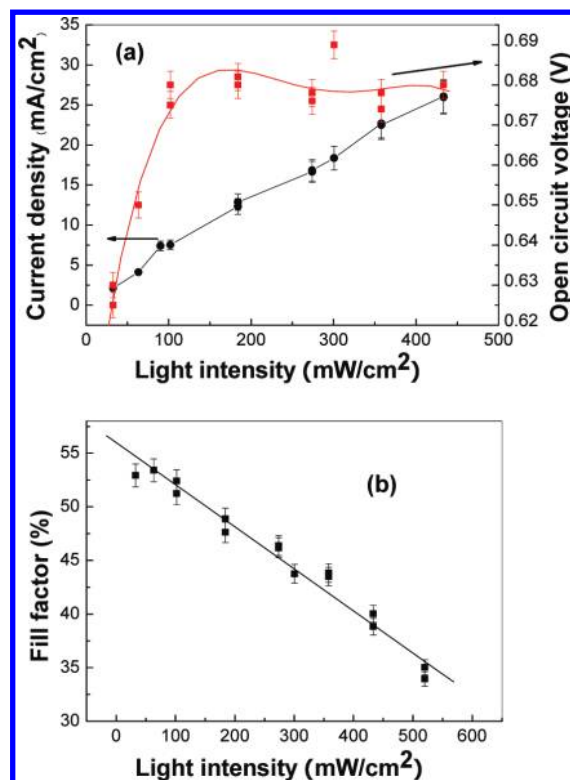 (a)
Current density (mA/cm²)
35
30
25
20
15
10
5
0
0.69
0.68
0.67
0.66
0.65
0.64
0.63
0.62
Open circuit voltage (V)
0 100 200 300 400 500
Light intensity (mW/cm²)
(b)
Fill factor (%)
55
50
45
40
35
30
0 100 200 300 400 500 600
Light intensity (mW/cm²)